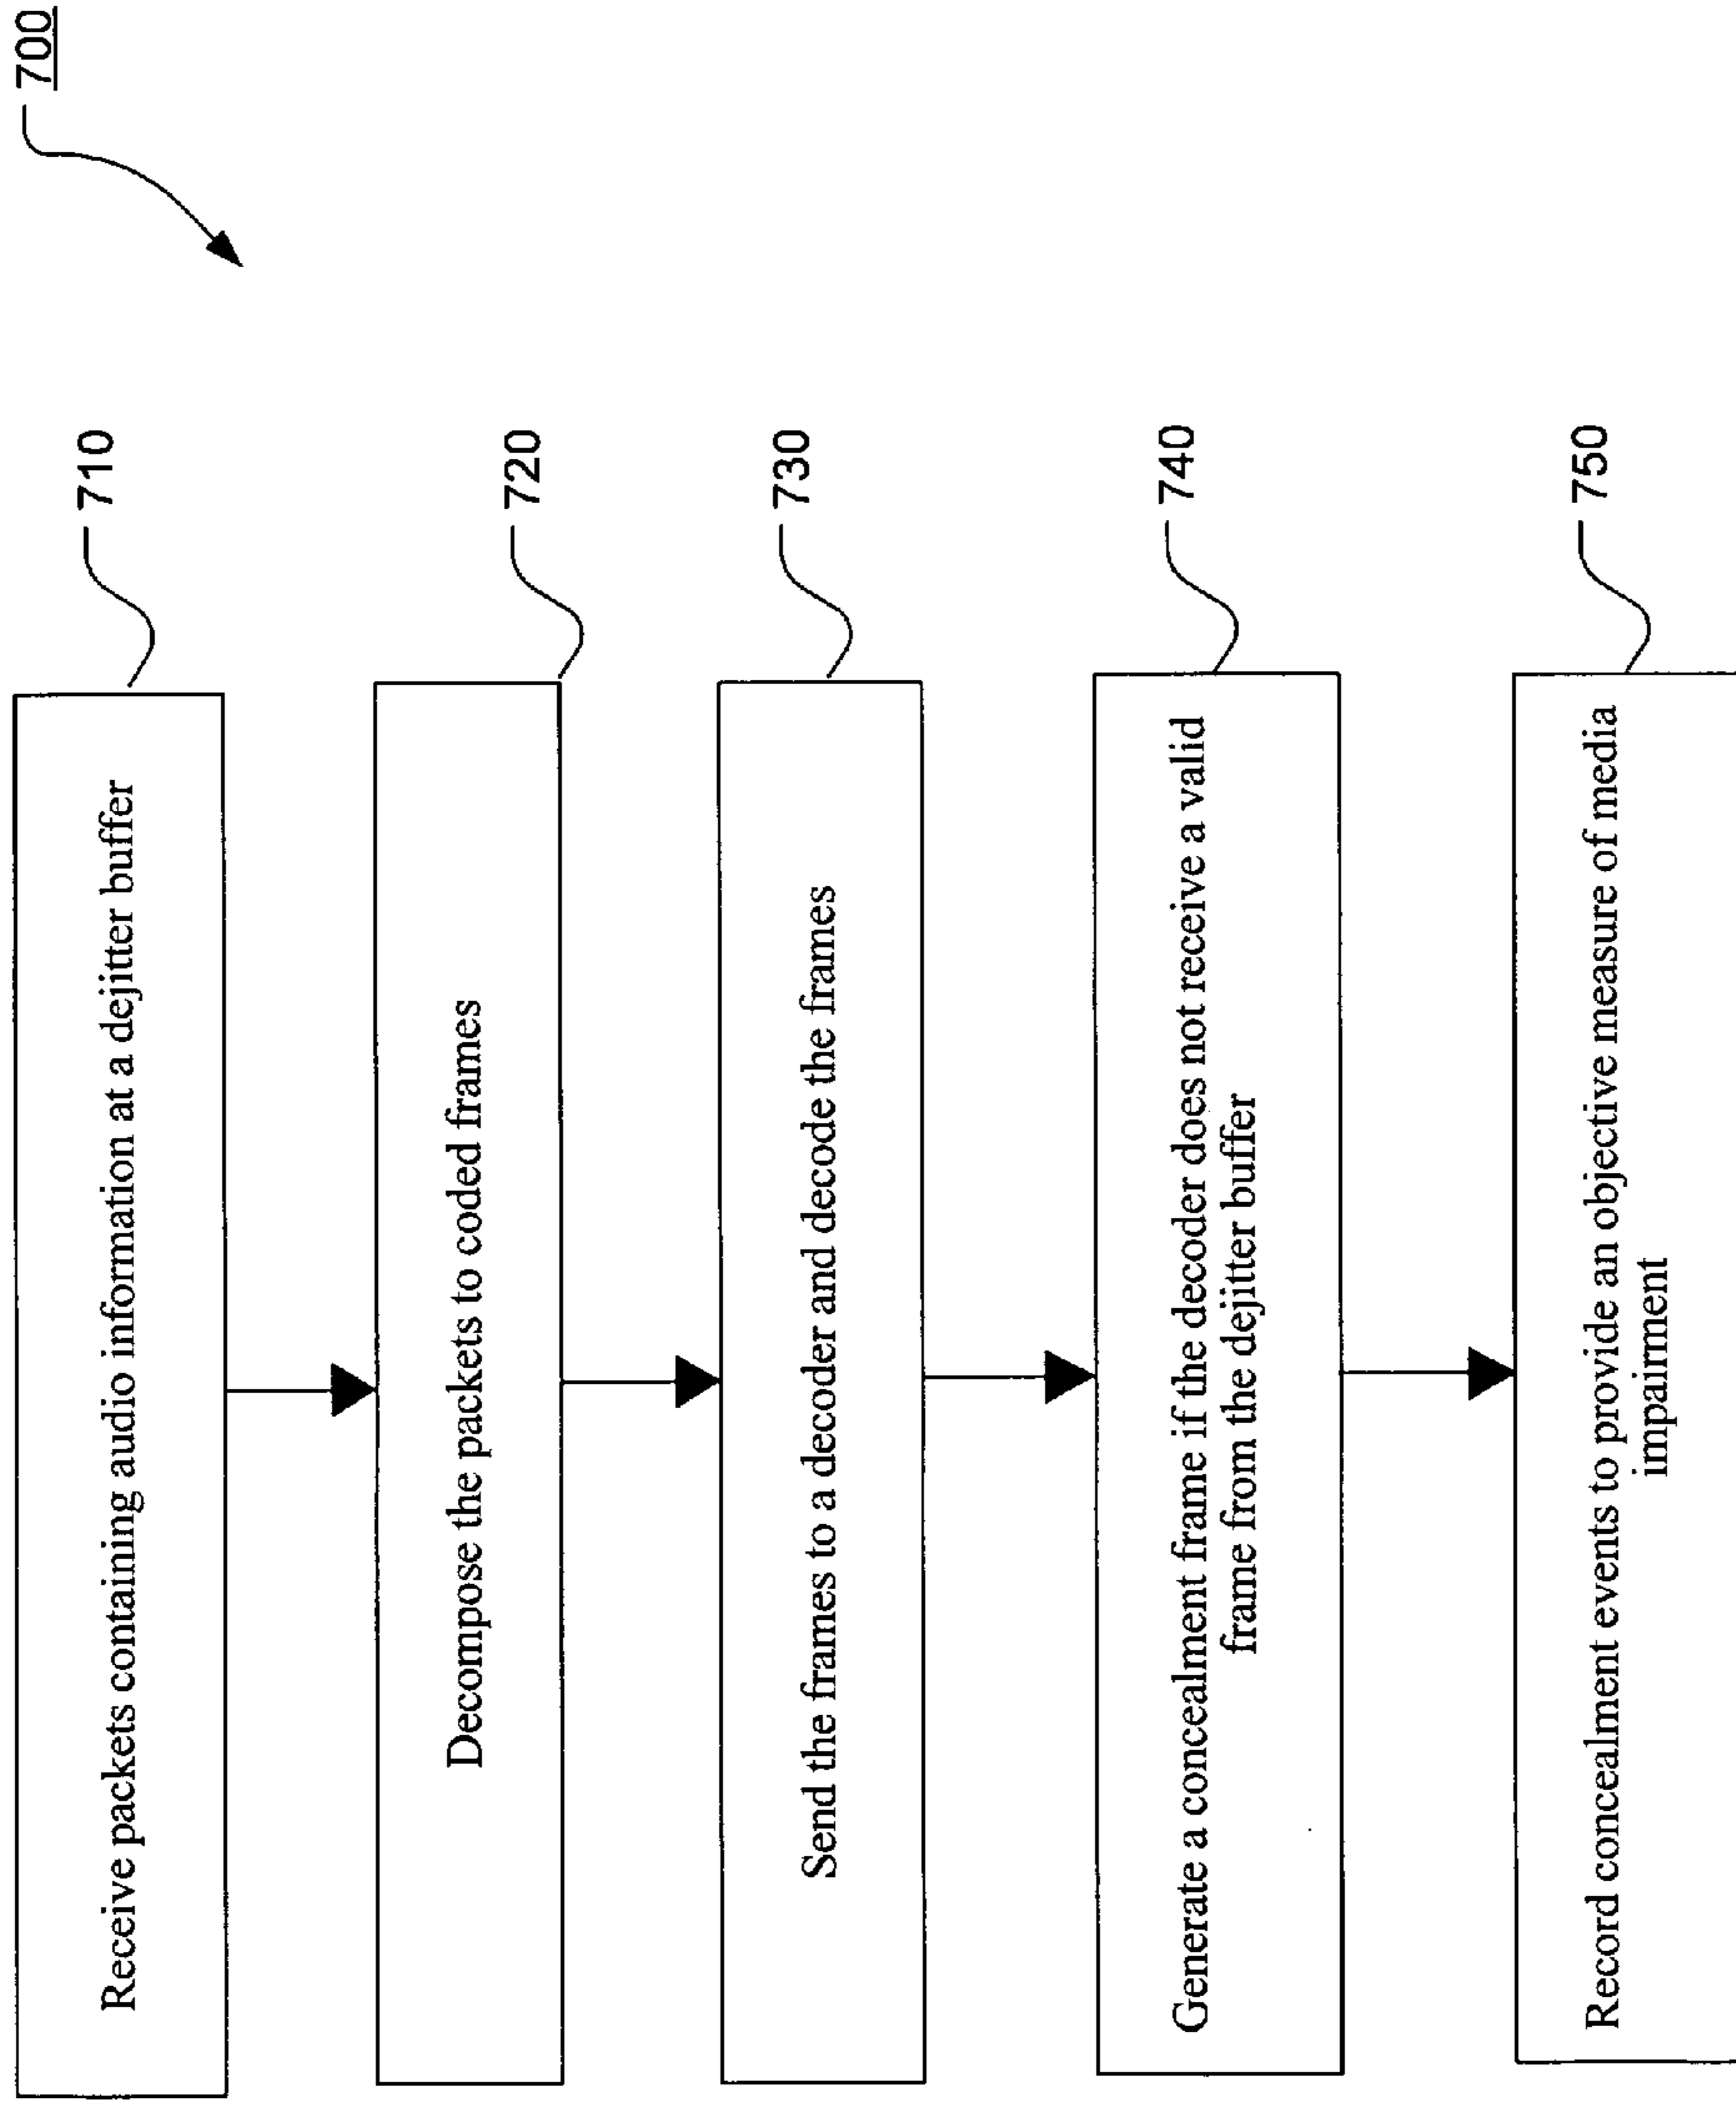 700
Receive packets containing audio information at a dejitter buffer
710
Decompose the packets to coded frames
720
Send the frames to a decoder and decode the frames
730
Generate a concealment frame if the decoder does not receive a valid
frame from the dejitter buffer
740
Record concealment events to provide an objective measure of media
impairment
750